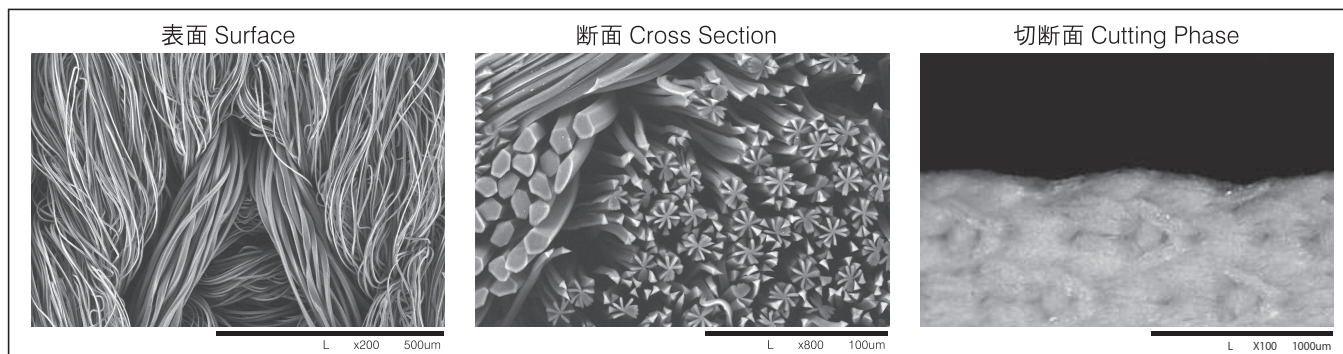 表面 Surface
断面 Cross Section
切断面 Cutting Phase
L x200 500um
L x800 100um
L X100 1000um